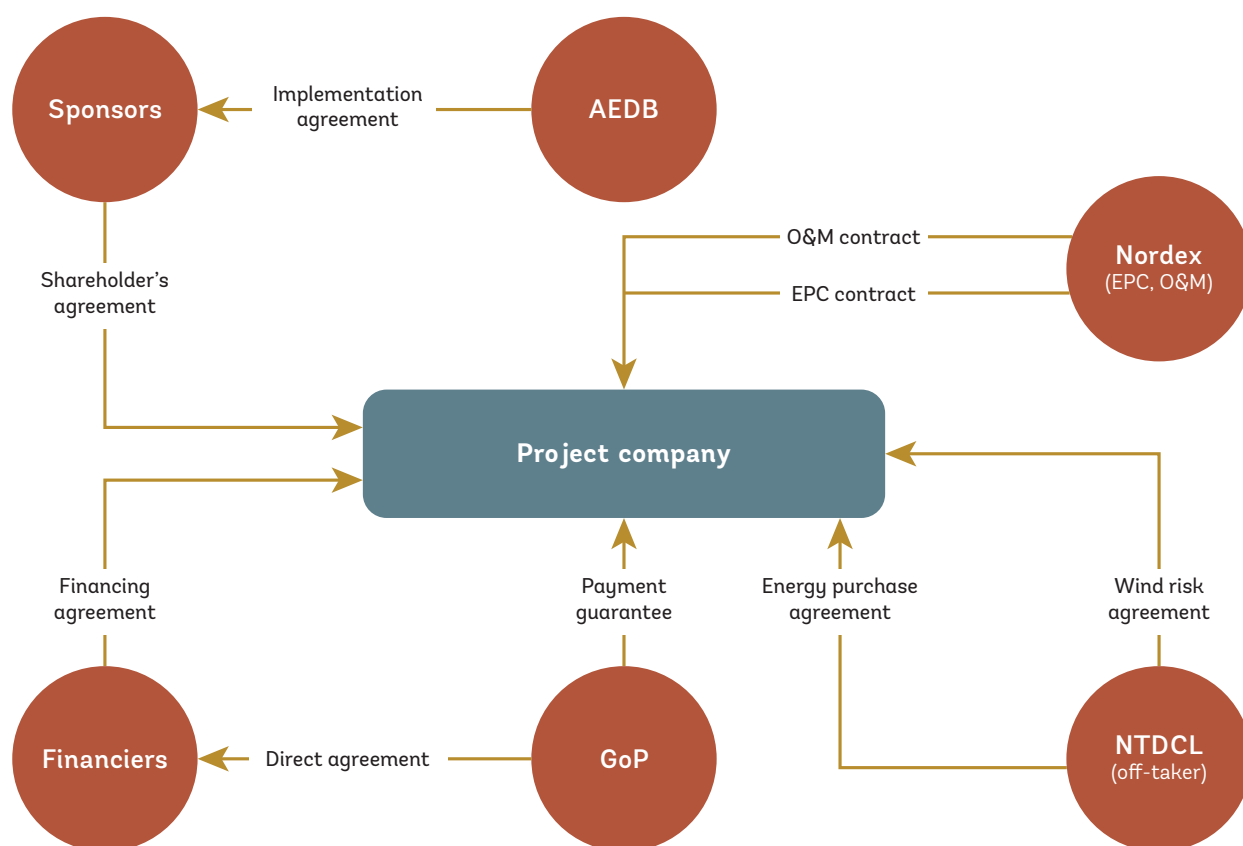 Sponsors
Implementation
agreement
AEDB
O&M contract
Nordex
(EPC, O&M)
EPC contract
Shareholder’s
agreement
Project company
Financing
agreement
Payment
guarantee
Energy purchase
agreement
Wind risk
agreement
Financiers
Direct agreement
GoP
NTDCL
(off-taker)